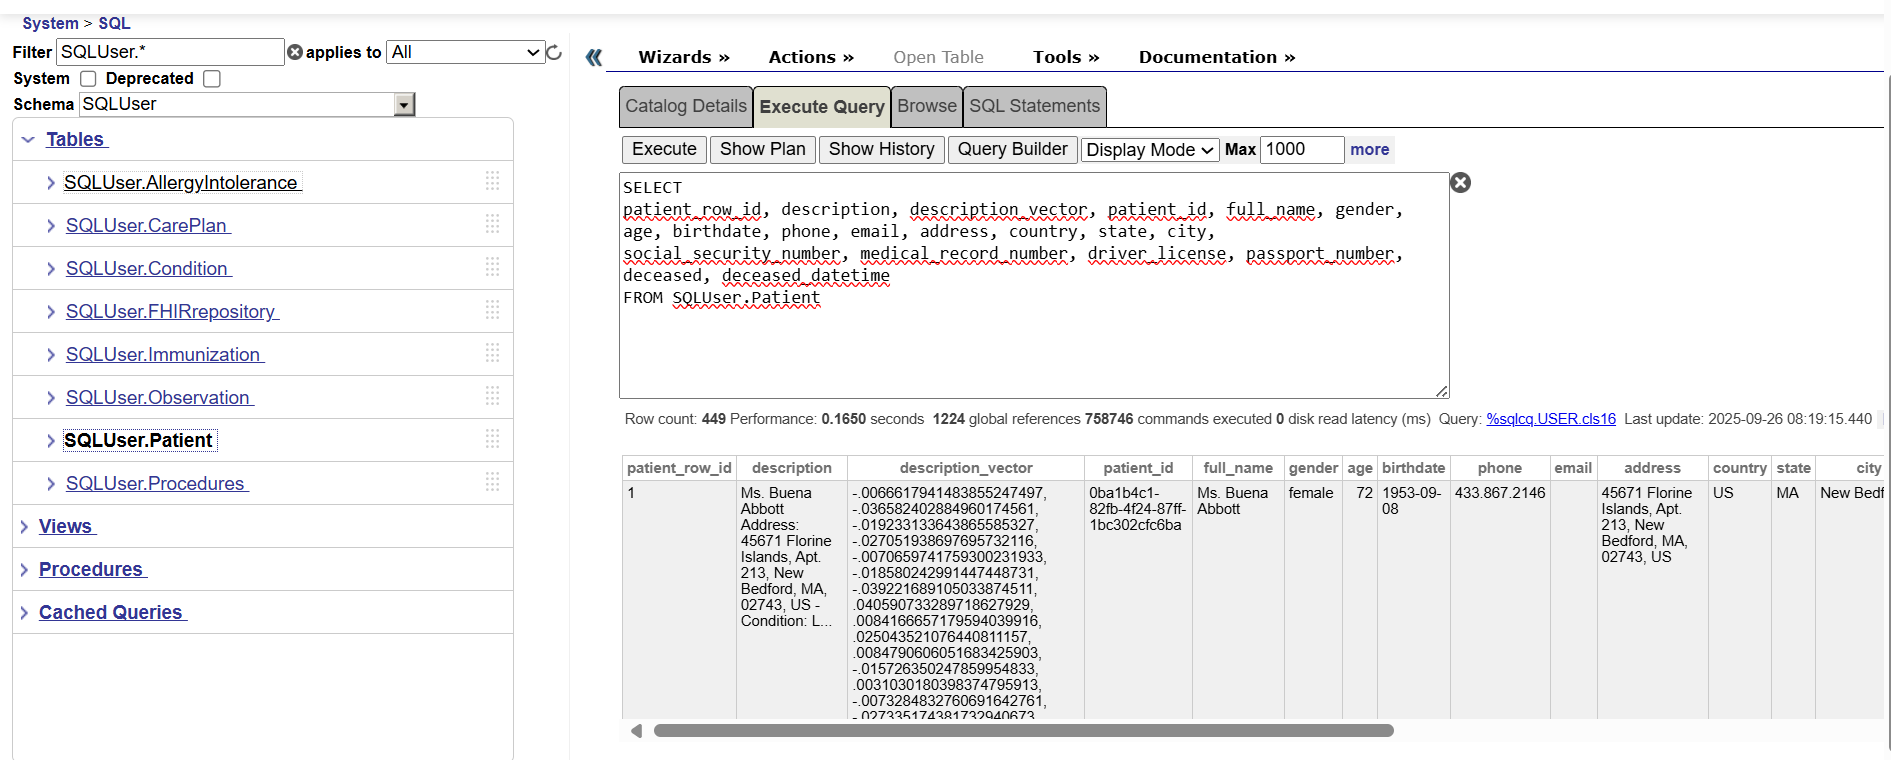 System > SQL
Filter SQLUser.* applies to All
System Deprecated
Schema SQLUser
Tables
SQLUser.AllergyIntolerance
SQLUser.CarePlan
SQLUser.Condition
SQLUser.FHIRrepository
SQLUser.Immunization
SQLUser.Observation
SQLUser.Patient
SQLUser.Procedures
Views
Procedures
Cached Queries
Wizards » Actions » Open Table Tools » Documentation »
Catalog Details Execute Query Browse SQL Statements
Execute Show Plan Show History Query Builder Display Mode Max 1000 more
SELECT
patient_row_id, description, description_vector, patient_id, full_name, gender,
age, birthdate, phone, email, address, country, state, city,
social_security_number, medical_record_number, driver_license, passport_number,
deceased, deceased_datetime
FROM SQLUser.Patient
Row count: 449 Performance: 0.1650 seconds 1224 global references 758746 commands executed 0 disk read latency (ms) Query: %sqlcq.USER.cls16 Last update: 2025-09-26 08:19:15.440
patient_row_id description description_vector patient_id full_name gender age birthdate phone email address country state city
1 Ms. Buena -.0066617941483855247497, 0ba1b4c1- Ms. Buena female 72 1953-09- 433.867.2146 45671 Florine US MA New Bedf
Abbott -.036582402884960174561, 82fb-4f24-87ff- Abbott 08 Islands, Apt.
Address: -.019233133643865585327, 1bc302cfc6ba 213, New
45671 Florine -.027051938697695732116, Bedford, MA,
Islands, Apt. -.0070659741759300231933, 02743, US
213, New -.018580242991447448731,
Bedford, MA, -.039221689105033874511,
02743, US - .040590733289718627929,
Condition: L... .0084166657179594039916,
.025043521076440811157,
.0084790606051683425903,
-.015726350247859954833,
.0031030180398374795913,
-.0073284832760691642761,
-.027335174381732940673,